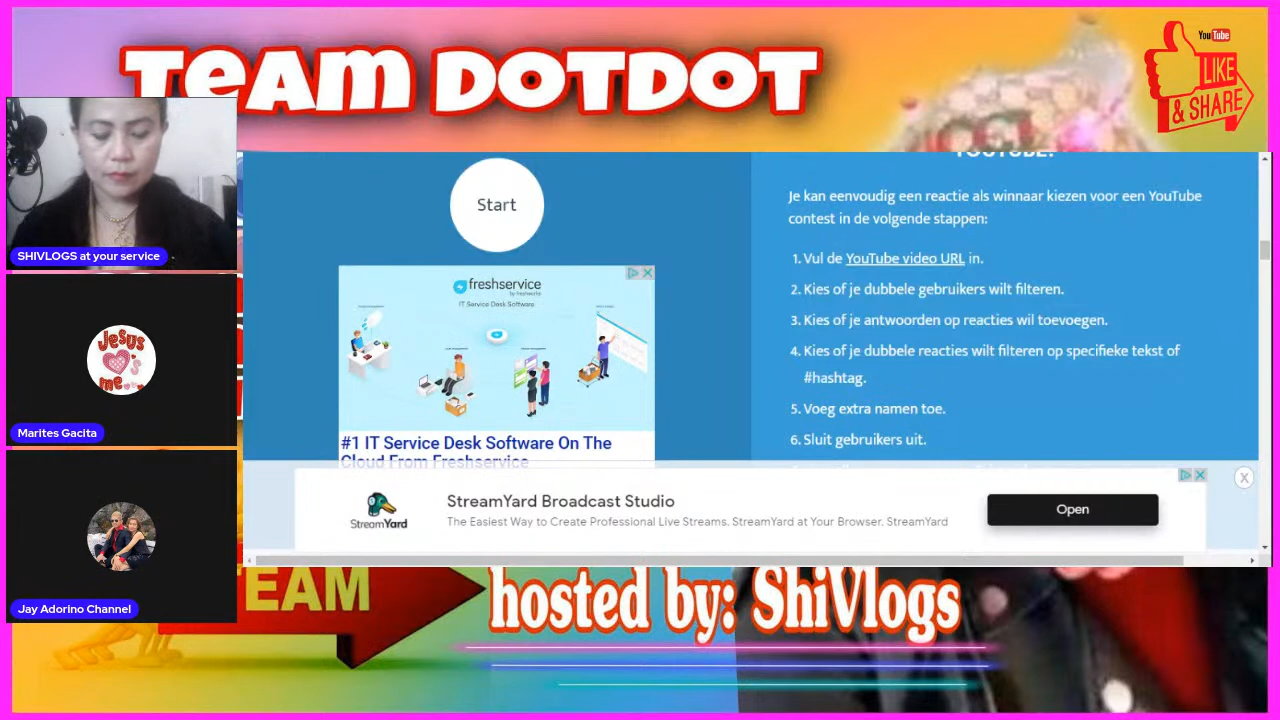 TEAM DOTDOT
YouTube
LIKE
& SHARE
SHIVLOGS at your service
Jesus
me
Marites Gacita
Jay Adorino Channel
YOUTUBE:
Start
Je kan eenvoudig een reactie als winnaar kiezen voor een YouTube
contest in de volgende stappen:
1. Vul de YouTube video URL in.
2. Kies of je dubbele gebruikers wilt filteren.
3. Kies of je antwoorden op reacties wil toevoegen.
4. Kies of je dubbele reacties wilt filteren op specifieke tekst of
#hashtag.
5. Voeg extra namen toe.
6. Sluit gebruikers uit.
freshservice
by freshworks
IT Service Desk Software
#1 IT Service Desk Software On The
Cloud From Freshservice
StreamYard
StreamYard Broadcast Studio
The Easiest Way to Create Professional Live Streams. StreamYard at Your Browser. StreamYard
Open
X
TEAM
hosted by: ShiVlogs